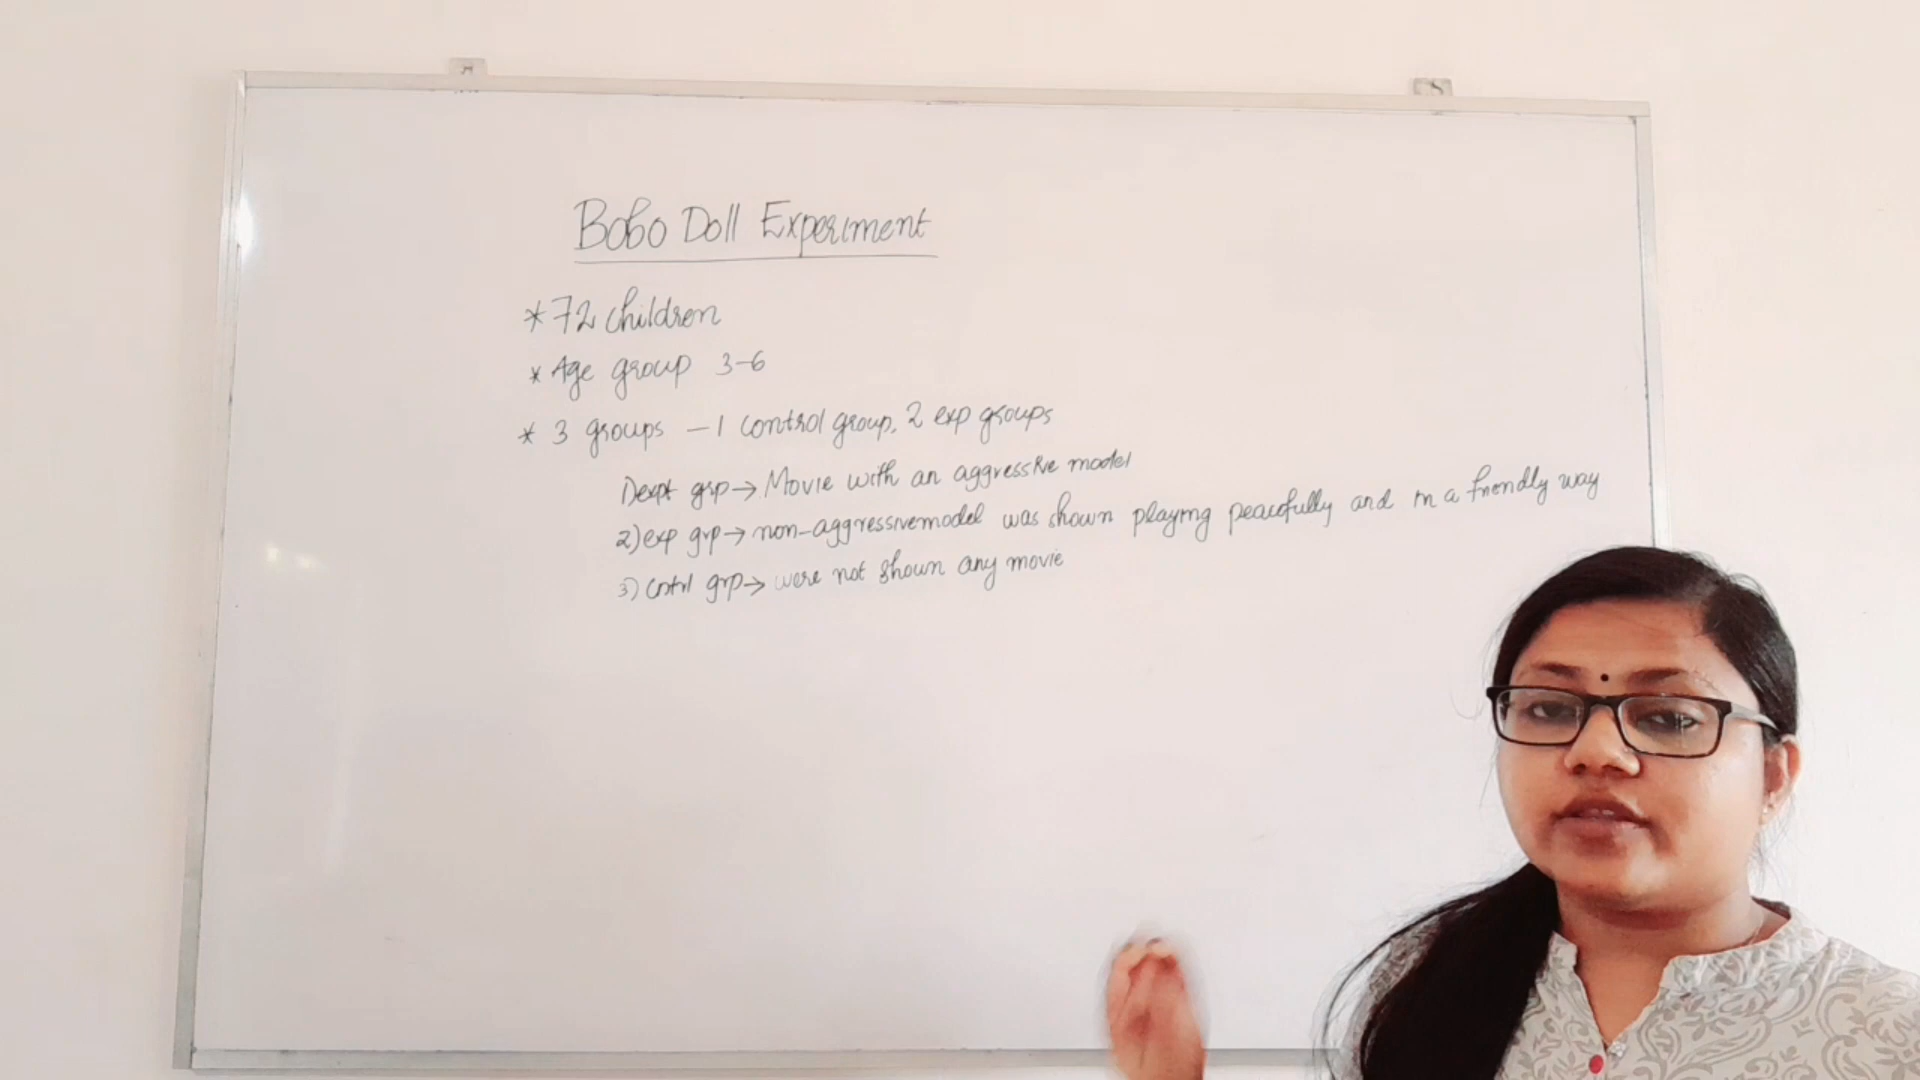 Bobo Doll Experiment
* 72 children
* Age group 3-6
* 3 groups - 1 control group, 2 exp groups
1) expt grp → Movie with an aggressive model
2) exp grp → non-aggressive model was shown playing peacefully and in a friendly way
3) Cntrl grp → were not shown any movie